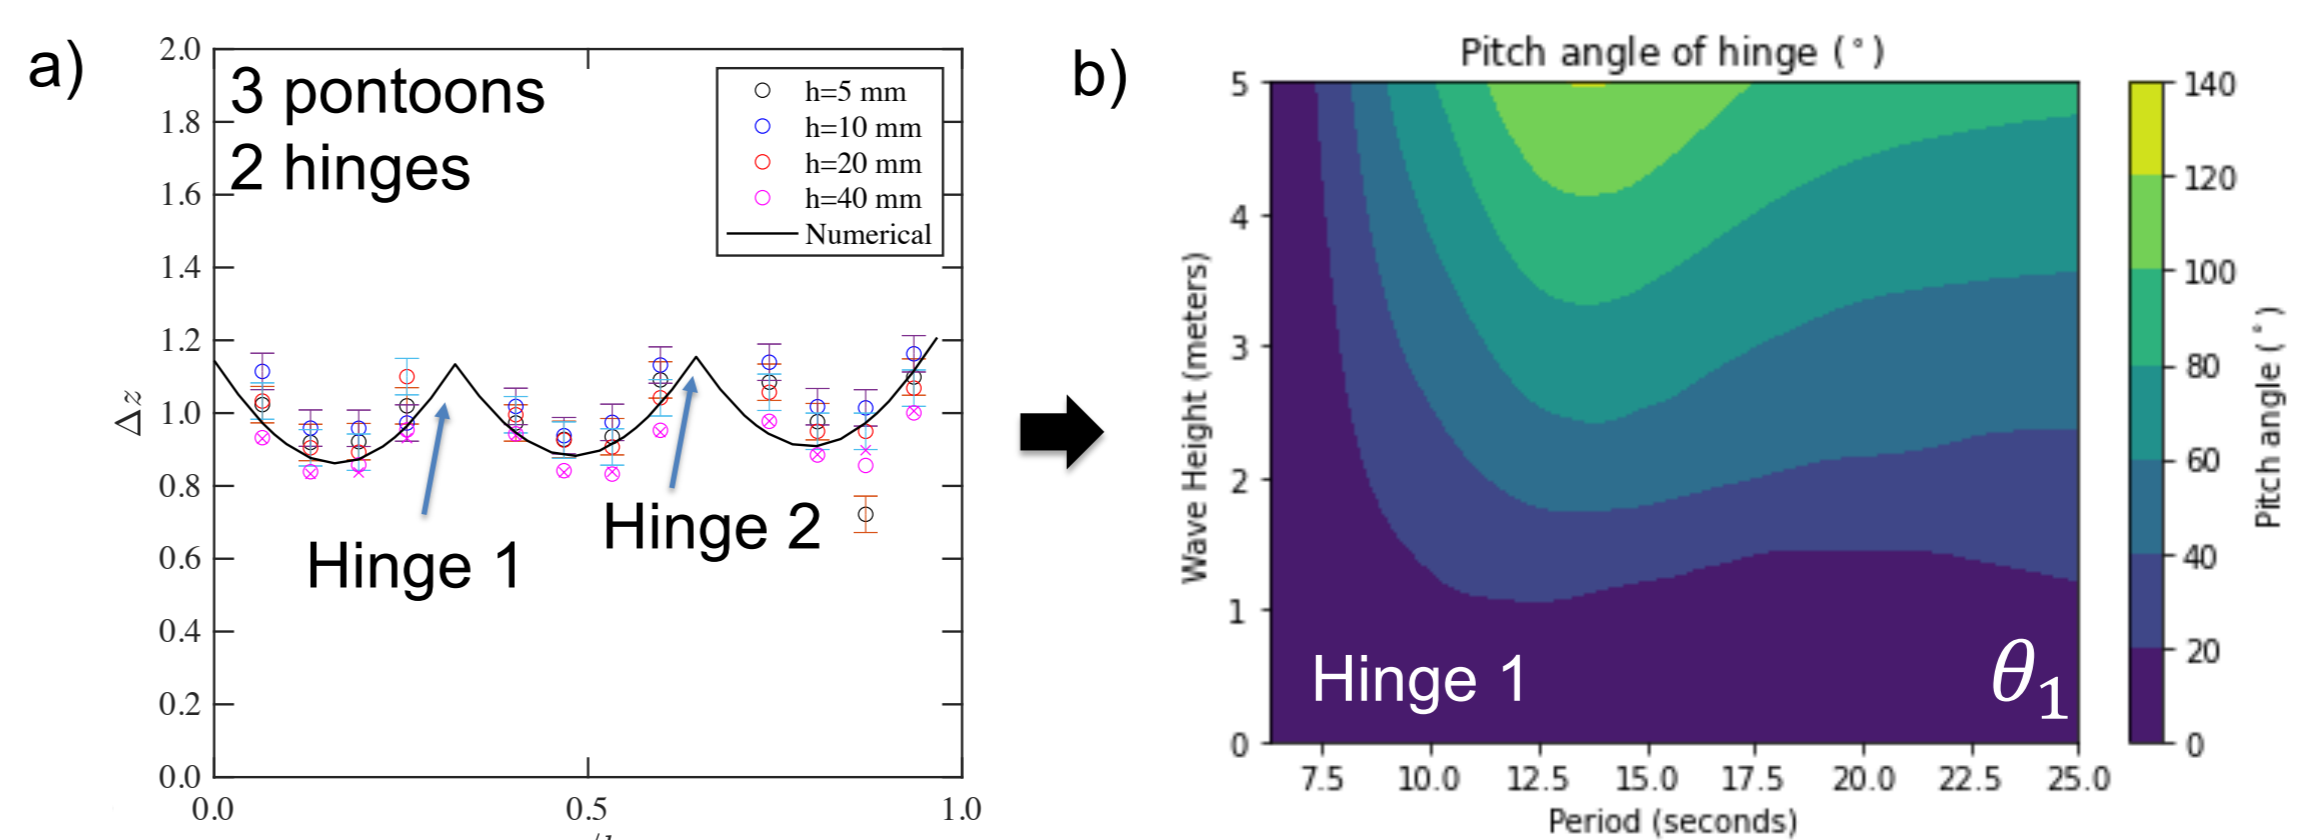 a)
3 pontoons
2 hinges
h=5 mm
h=10 mm
h=20 mm
h=40 mm
Numerical
Δz
2.0
1.8
1.6
1.4
1.2
1.0
0.8
0.6
0.4
0.2
0.0
0.0
0.5
1.0
Hinge 1
Hinge 2
b)
Pitch angle of hinge (°)
Wave Height (meters)
5
4
3
2
1
0
Hinge 1
θ1
7.5
10.0
12.5
15.0
17.5
20.0
22.5
25.0
Period (seconds)
140
120
100
80
60
40
20
0
Pitch angle (°)